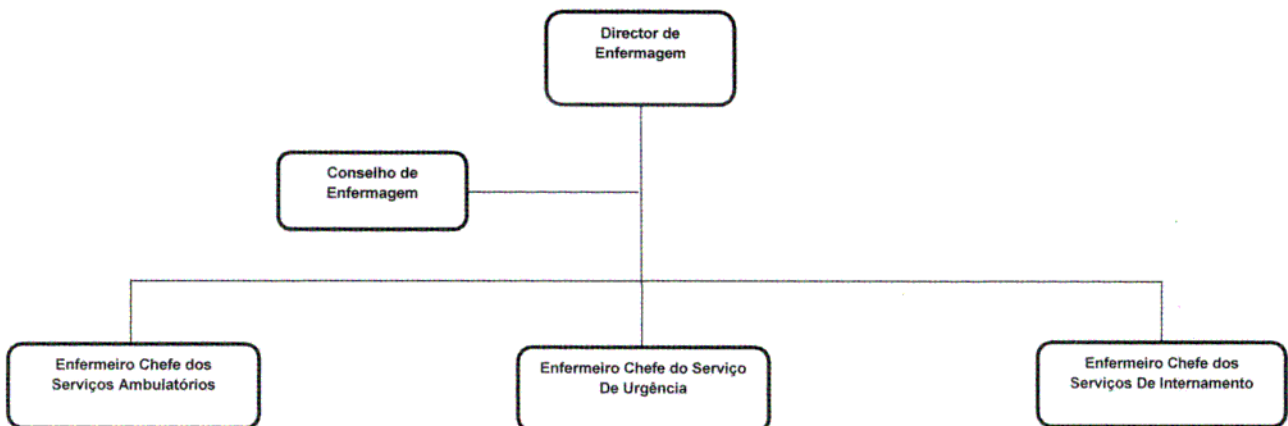 Director de
Enfermagem
Conselho de
Enfermagem
Enfermeiro Chefe dos
Serviços Ambulatórios
Enfermeiro Chefe do Serviço
De Urgência
Enfermeiro Chefe dos
Serviços De Internamento